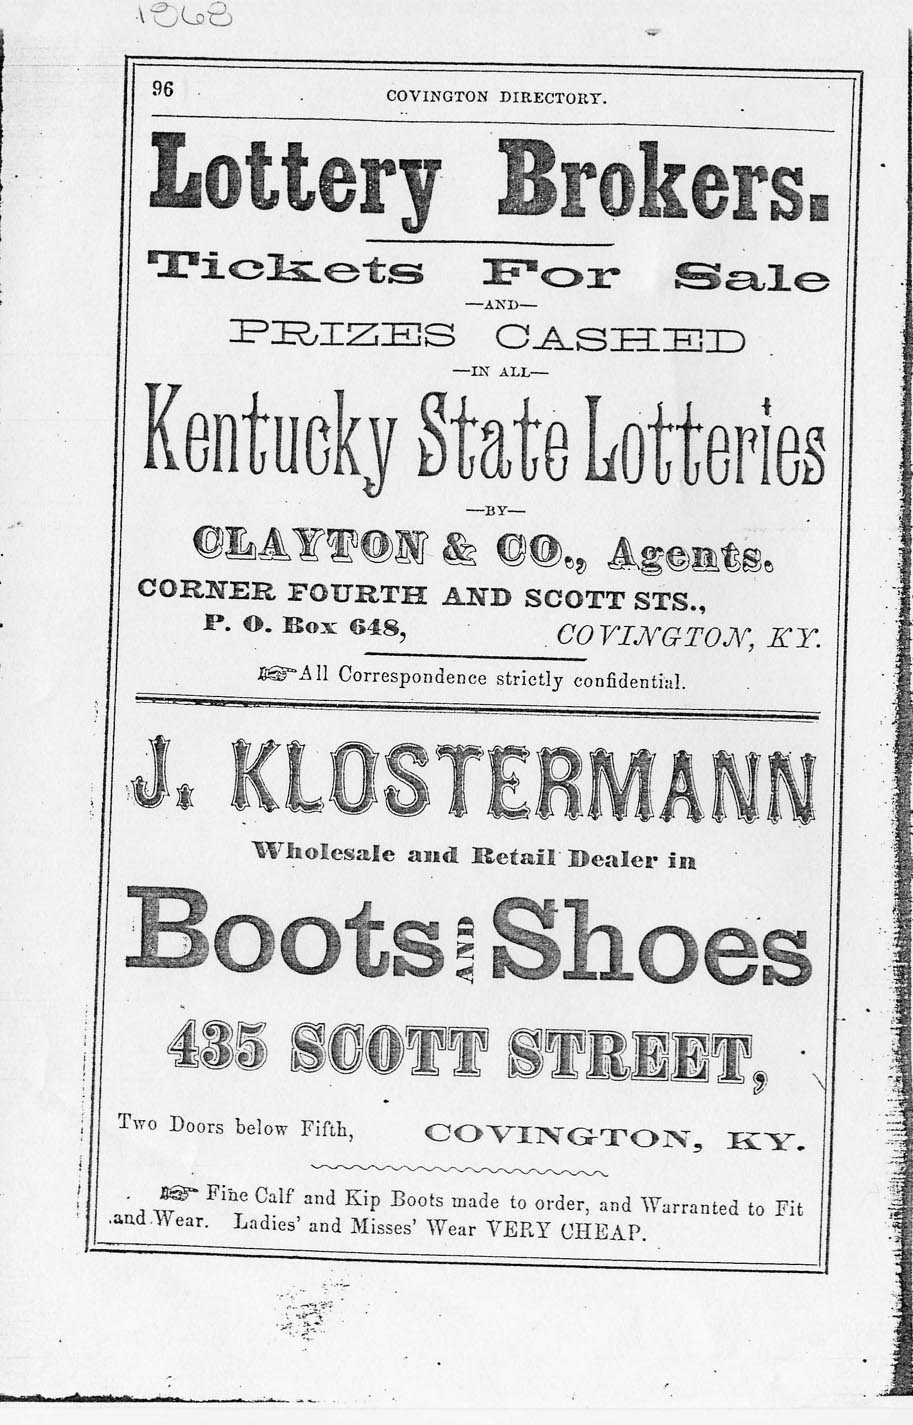 1868
96
COVINGTON DIRECTORY.
Lottery Brokers.
Tickets For Sale
—AND—
PRIZES CASHED
—IN ALL—
Kentucky State Lotteries
—BY—
CLAYTON & CO., Agents.
CORNER FOURTH AND SCOTT STS.,
P. O. Box 648, COVINGTON, KY.
☞All Correspondence strictly confidential.
J. KLOSTERMANN
Wholesale and Retail Dealer in
Boots AND Shoes
435 SCOTT STREET,
Two Doors below Fifth, COVINGTON, KY.
☞ Fine Calf and Kip Boots made to order, and Warranted to Fit
and Wear. Ladies' and Misses' Wear VERY CHEAP.